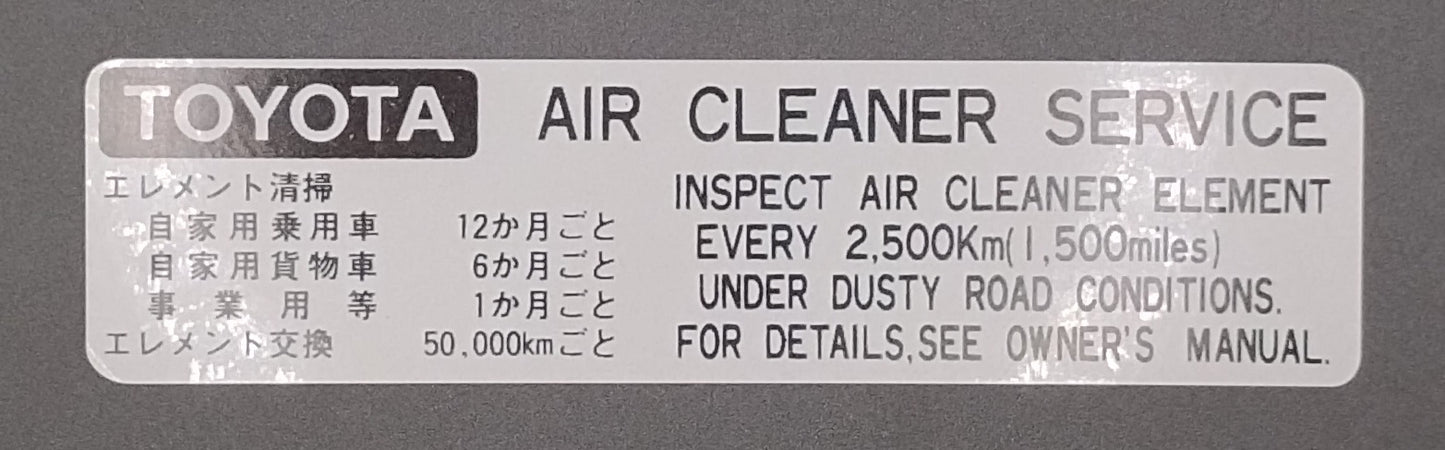 TOYOTA AIR CLEANER SERVICE
エレメント清掃
自家用乗用車 12か月ごと
自家用貨物車 6か月ごと
事業用等 1か月ごと
エレメント交換 50,000kmごと
INSPECT AIR CLEANER ELEMENT
EVERY 2,500Km(1,500miles)
UNDER DUSTY ROAD CONDITIONS.
FOR DETAILS,SEE OWNER'S MANUAL.